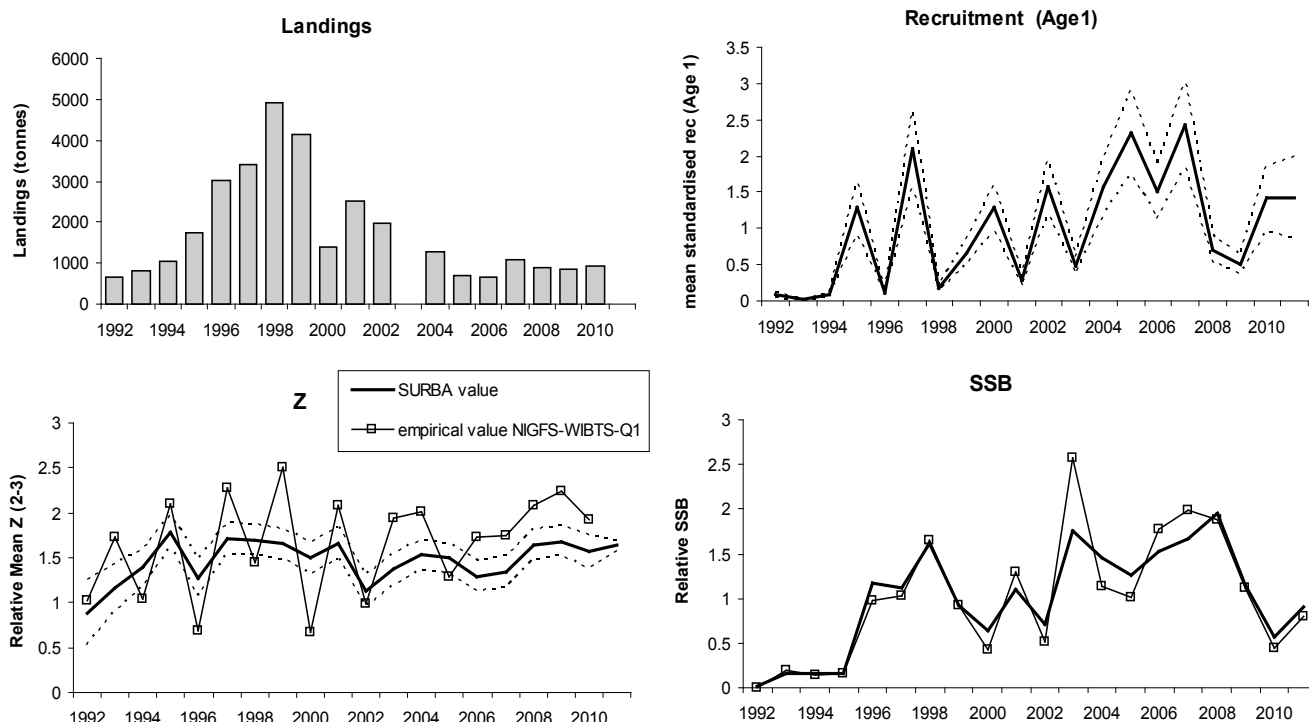 Landings
Landings (tonnes)
6000
5000
4000
3000
2000
1000
0
1992 1994 1996 1998 2000 2002 2004 2006 2008 2010
Recruitment (Age1)
mean standardised rec (Age 1)
3.5
3
2.5
2
1.5
1
0.5
0
1992 1994 1996 1998 2000 2002 2004 2006 2008 2010
Z
SURBA value
empirical value NIGFS-WIBTS-Q1
Relative Mean Z (2-3)
3
2.5
2
1.5
1
0.5
0
1992 1994 1996 1998 2000 2002 2004 2006 2008 2010
SSB
Relative SSB
3
2.5
2
1.5
1
0.5
0
1992 1994 1996 1998 2000 2002 2004 2006 2008 2010